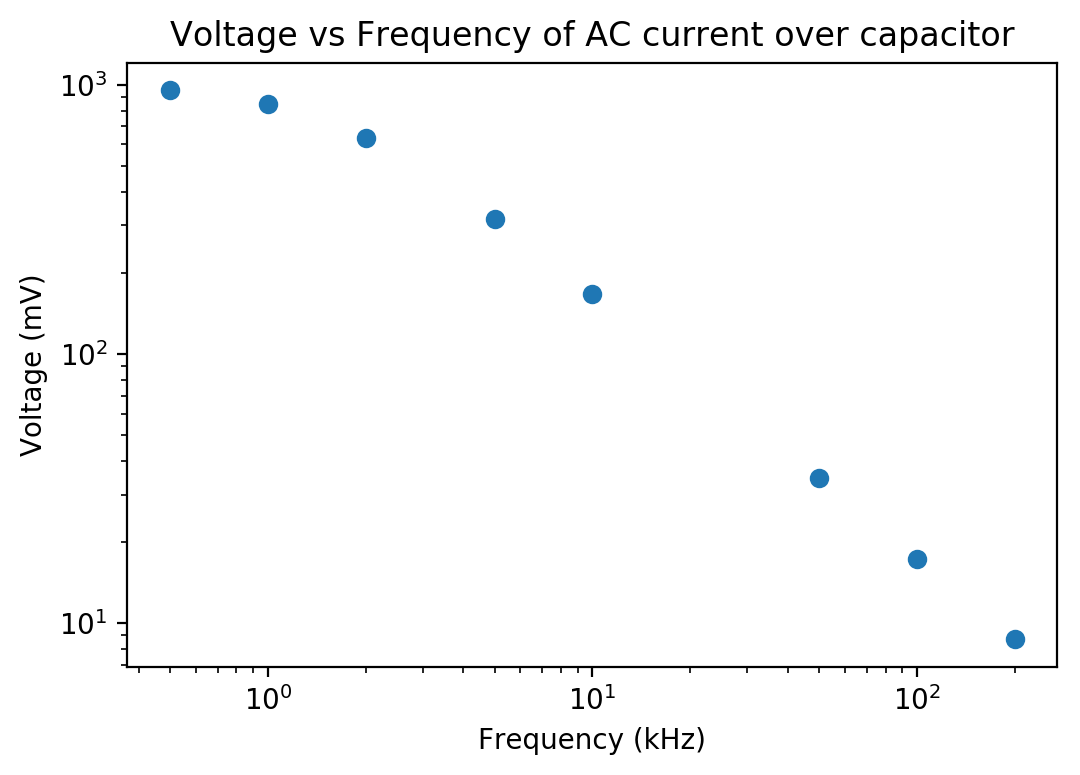 Voltage vs Frequency of AC current over capacitor
10³
10²
10¹
Voltage (mV)
10⁰ 10¹ 10²
Frequency (kHz)